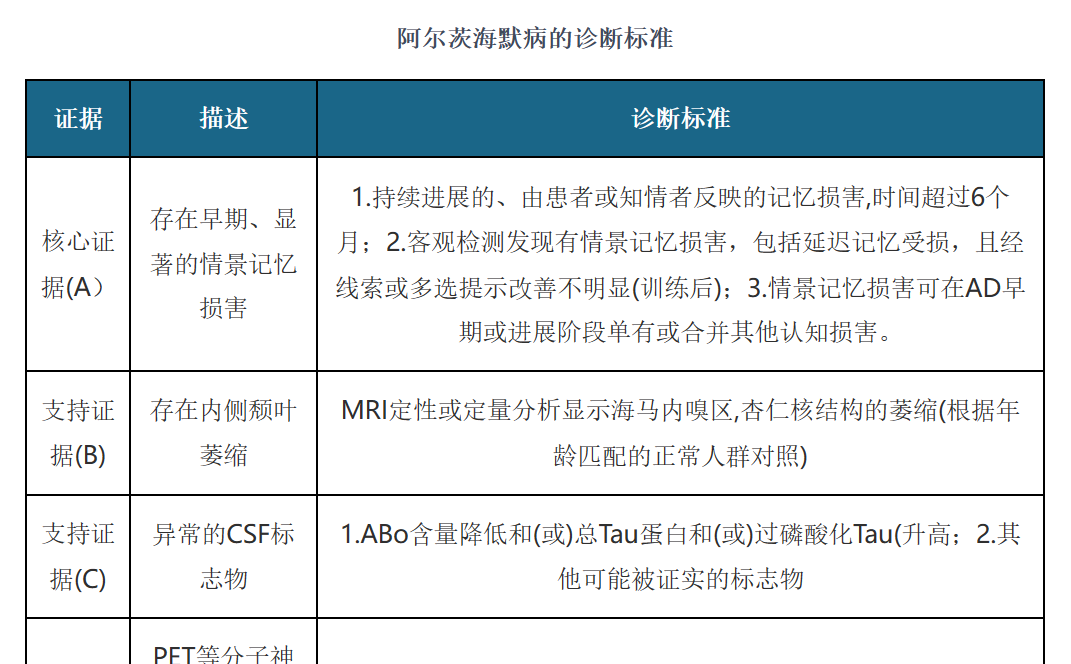 阿尔茨海默病的诊断标准
证据
描述
诊断标准
核心证
据(A）
存在早期、显
著的情景记忆
损害
1.持续进展的、由患者或知情者反映的记忆损害,时间超过6个
月；2.客观检测发现有情景记忆损害，包括延迟记忆受损，且经
线索或多选提示改善不明显(训练后)；3.情景记忆损害可在AD早
期或进展阶段单有或合并其他认知损害。
支持证
据(B)
存在内侧颓叶
萎缩
MRI定性或定量分析显示海马内嗅区,杏仁核结构的萎缩(根据年
龄匹配的正常人群对照)
支持证
据(C)
异常的CSF标
志物
1.ABo含量降低和(或)总Tau蛋白和(或)过磷酸化Tau(升高；2.其
他可能被证实的标志物
PET等分子神